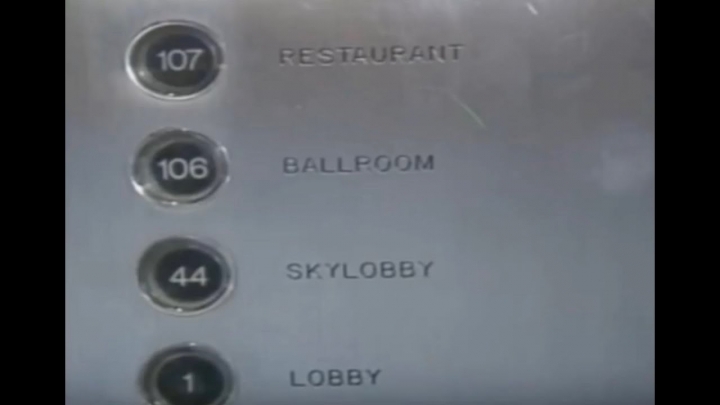 107 RESTAURANT
106 BALLROOM
44 SKYLOBBY
1 LOBBY